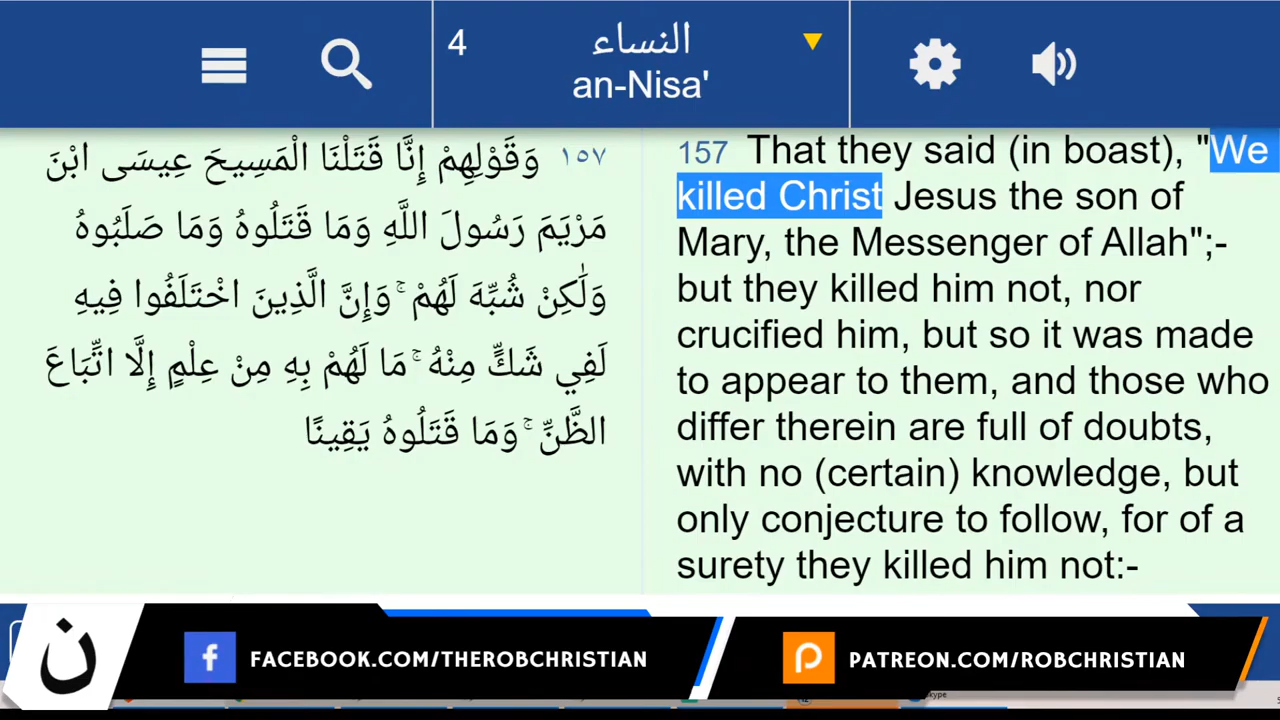 4
النساء
an-Nisa'
١٥٧ وَقَوْلِهِمْ إِنَّا قَتَلْنَا الْمَسِيحَ عِيسَى ابْنَ
مَرْيَمَ رَسُولَ اللَّهِ وَمَا قَتَلُوهُ وَمَا صَلَبُوهُ
وَلَٰكِنْ شُبِّهَ لَهُمْ ۚ وَإِنَّ الَّذِينَ اخْتَلَفُوا فِيهِ
لَفِي شَكٍّ مِنْهُ ۚ مَا لَهُمْ بِهِ مِنْ عِلْمٍ إِلَّا اتِّبَاعَ
الظَّنِّ ۚ وَمَا قَتَلُوهُ يَقِينًا
157 That they said (in boast), "We
killed Christ Jesus the son of
Mary, the Messenger of Allah";-
but they killed him not, nor
crucified him, but so it was made
to appear to them, and those who
differ therein are full of doubts,
with no (certain) knowledge, but
only conjecture to follow, for of a
surety they killed him not:-
ن
FACEBOOK.COM/THEROBCHRISTIAN
PATREON.COM/ROBCHRISTIAN